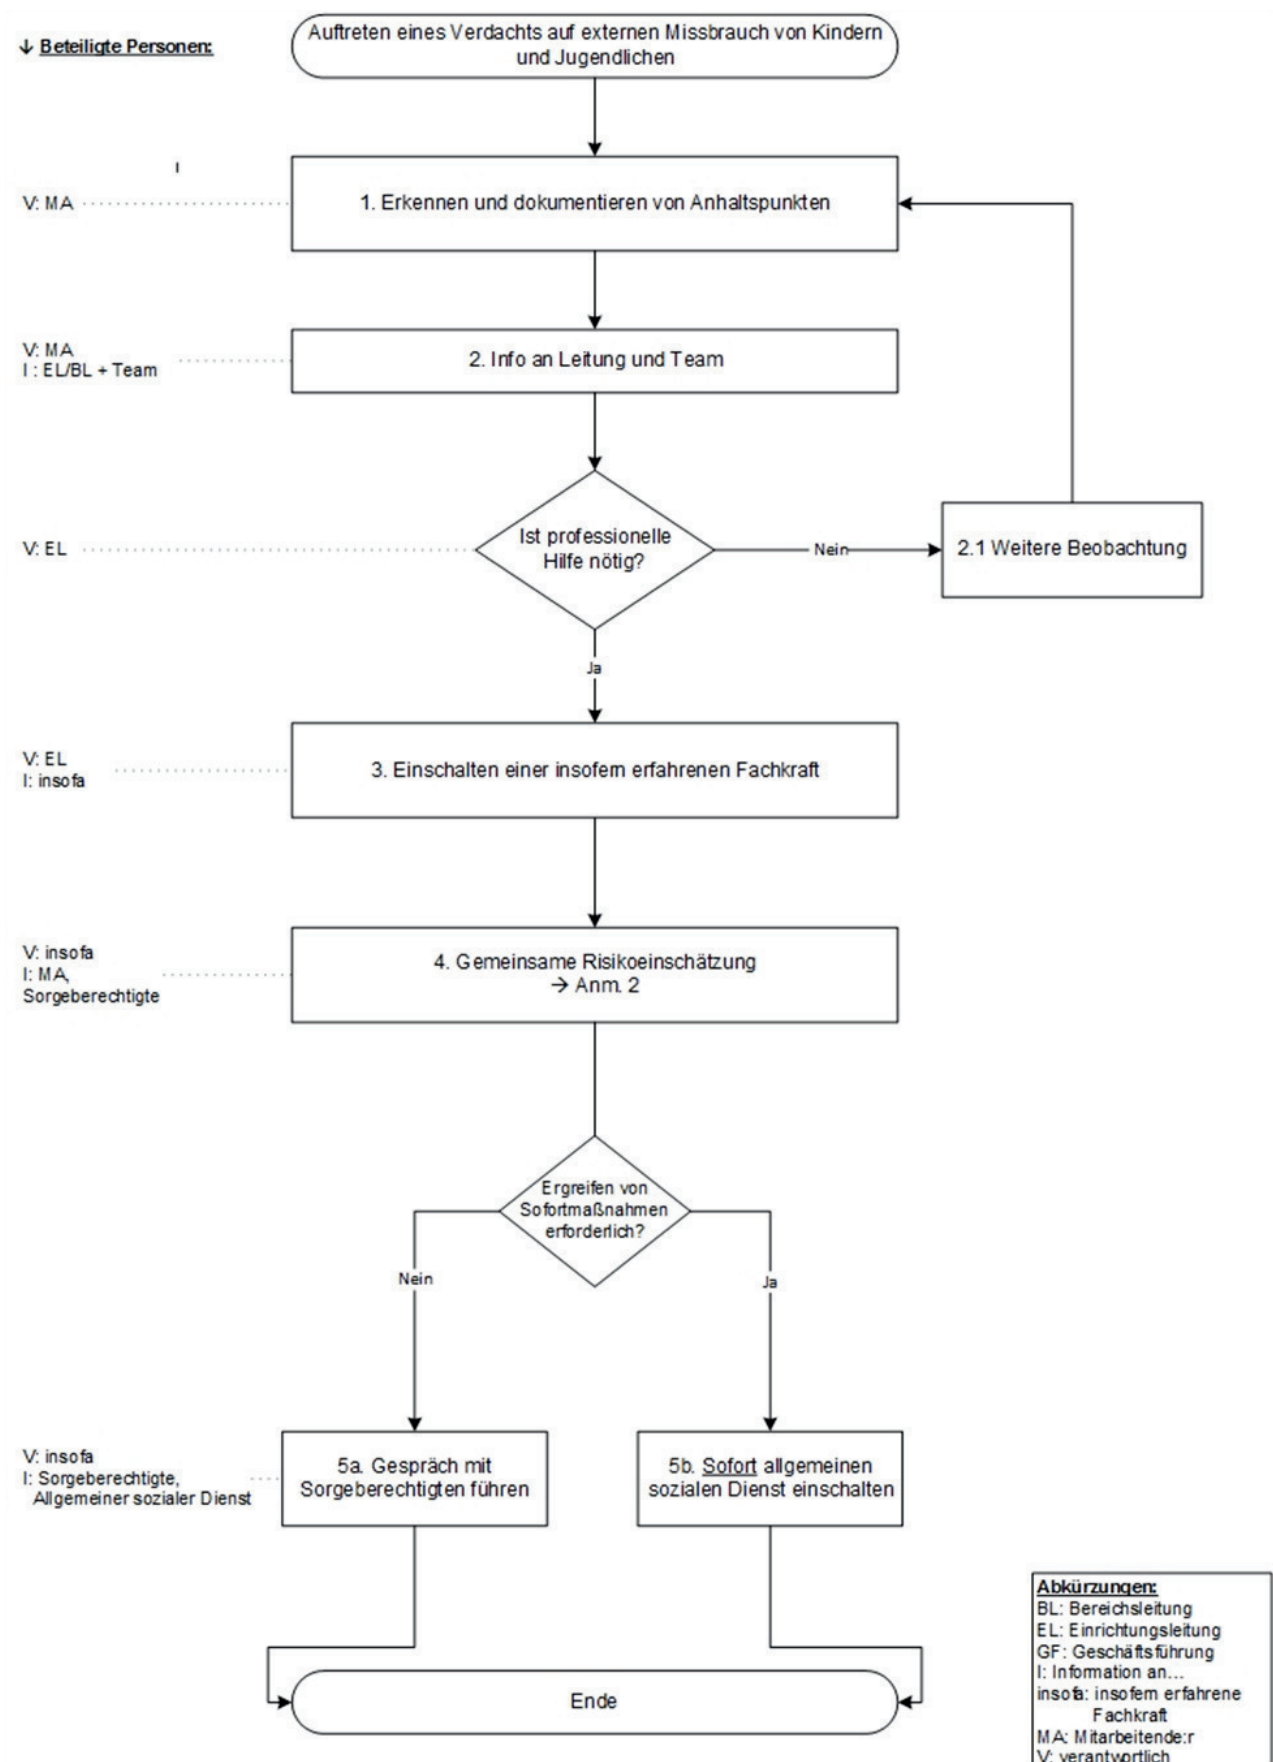 ↓ Beteiligte Personen:
Auftreten eines Verdachts auf externen Missbrauch von Kindern
und Jugendlichen
I
V: MA
1. Erkennen und dokumentieren von Anhaltspunkten
V: MA
I : EL/BL + Team
2. Info an Leitung und Team
V: EL
Ist professionelle
Hilfe nötig?
Nein
2.1 Weitere Beobachtung
Ja
V: EL
I: insofa
3. Einschalten einer insofern erfahrenen Fachkraft
V: insofa
I: MA,
Sorgeberechtigte
4. Gemeinsame Risikoeinschätzung
→ Anm. 2
Ergreifen von
Sofortmaßnahmen
erforderlich?
Nein
Ja
V: insofa
I: Sorgeberechtigte,
Allgemeiner sozialer Dienst
5a. Gespräch mit
Sorgeberechtigten führen
5b. Sofort allgemeinen
sozialen Dienst einschalten
Ende
Abkürzungen:
BL: Bereichsleitung
EL: Einrichtungsleitung
GF: Geschäftsführung
I: Information an...
insofa: insofern erfahrene
Fachkraft
MA: Mitarbeitende:r
V: verantwortlich